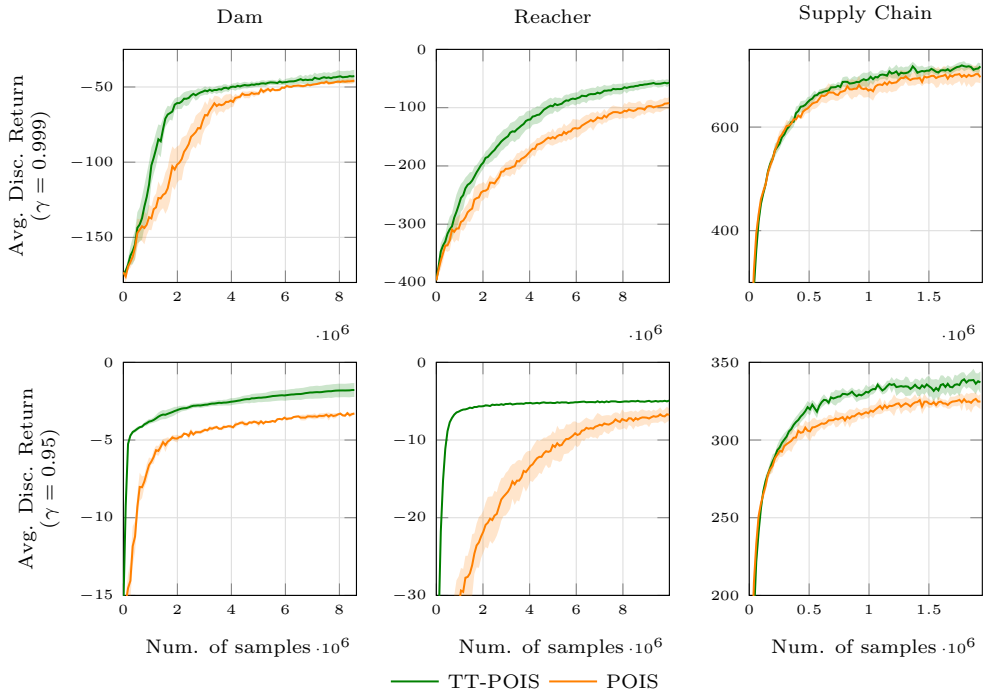 Dam
Reacher
Supply Chain
Avg. Disc. Return
(γ = 0.999)
−50
−100
−150
0 2 4 6 8
·10⁶
0
−100
−200
−300
−400
0 2 4 6 8
·10⁶
600
400
0 0.5 1 1.5
·10⁶
Avg. Disc. Return
(γ = 0.95)
0
−5
−10
−15
0 2 4 6 8
Num. of samples ·10⁶
0
−10
−20
−30
0 2 4 6 8
Num. of samples ·10⁶
350
300
250
200
0 0.5 1 1.5
Num. of samples ·10⁶
TT-POIS POIS